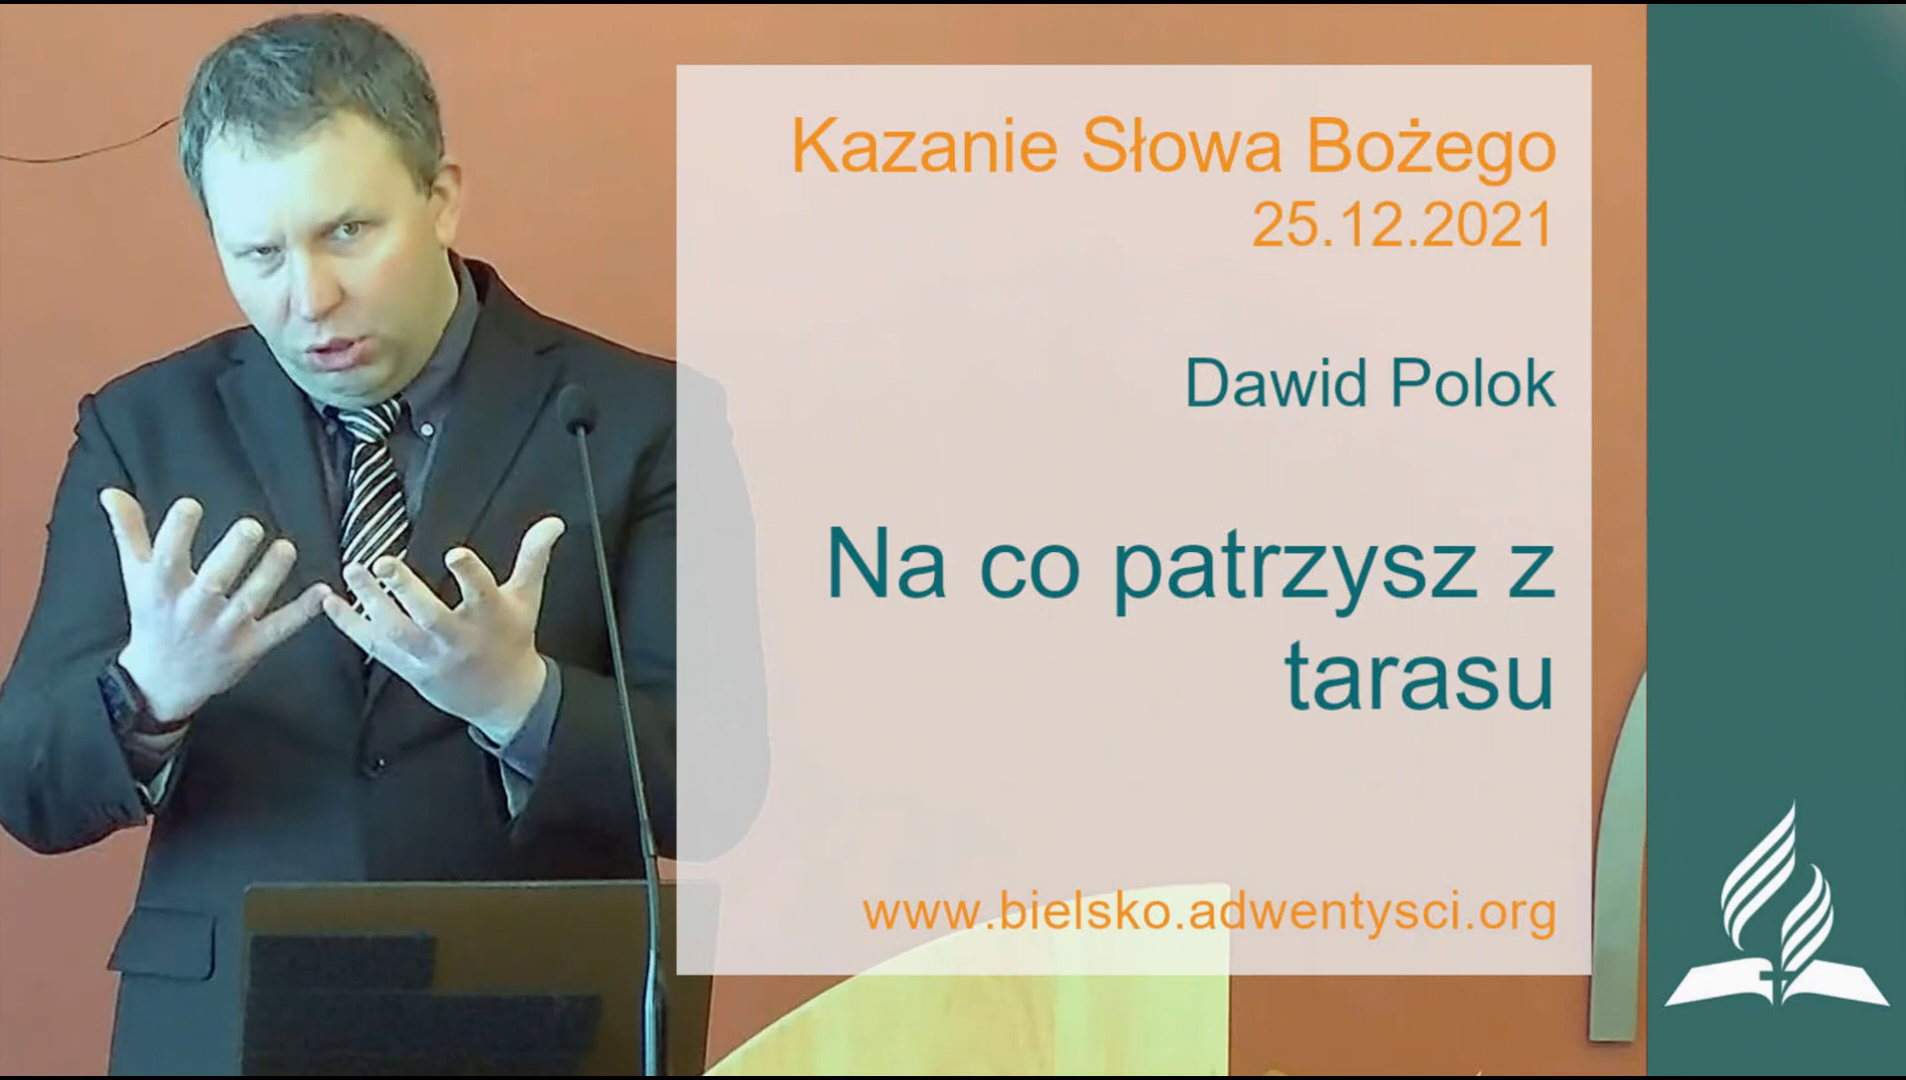 Kazanie Słowa Bożego
25.12.2021
Dawid Polok
Na co patrzysz z
tarasu
www.bielsko.adwentysci.org